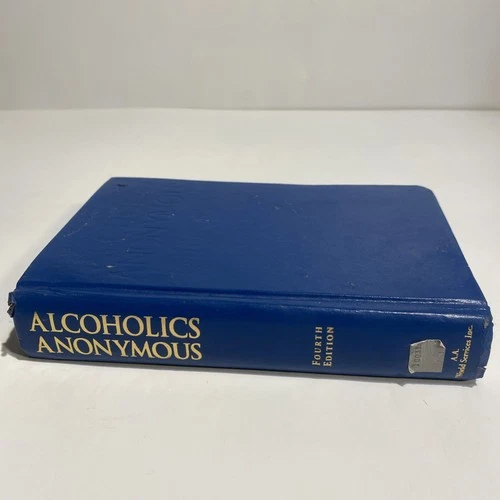 ALCOHOLICS
ANONYMOUS
FOURTH
EDITION
A.A.
World Services Inc.